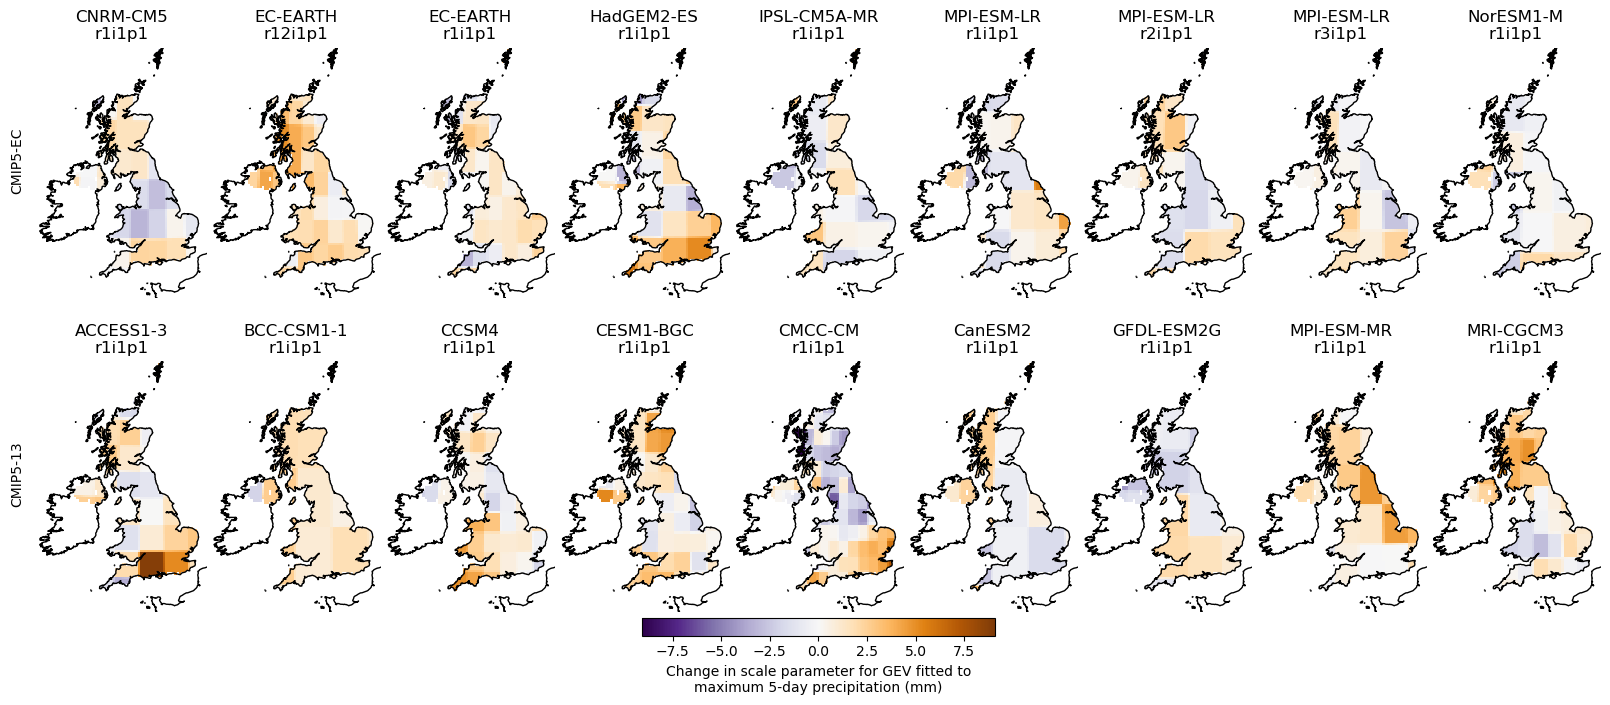 CNRM-CM5 EC-EARTH EC-EARTH HadGEM2-ES IPSL-CM5A-MR MPI-ESM-LR MPI-ESM-LR MPI-ESM-LR NorESM1-M
r1i1p1 r12i1p1 r1i1p1 r1i1p1 r1i1p1 r1i1p1 r2i1p1 r3i1p1 r1i1p1
CMIP5-EC
ACCESS1-3 BCC-CSM1-1 CCSM4 CESM1-BGC CMCC-CM CanESM2 GFDL-ESM2G MPI-ESM-MR MRI-CGCM3
r1i1p1 r1i1p1 r1i1p1 r1i1p1 r1i1p1 r1i1p1 r1i1p1 r1i1p1 r1i1p1
CMIP5-13
−7.5 −5.0 −2.5 0.0 2.5 5.0 7.5
Change in scale parameter for GEV fitted to
maximum 5-day precipitation (mm)